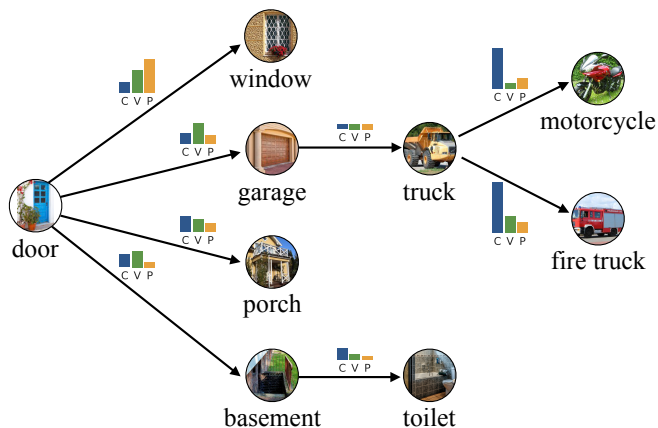 C V P
window
C V P
C V P
C V P
motorcycle
garage
truck
door
C V P
C V P
fire truck
C V P
porch
C V P
basement
toilet